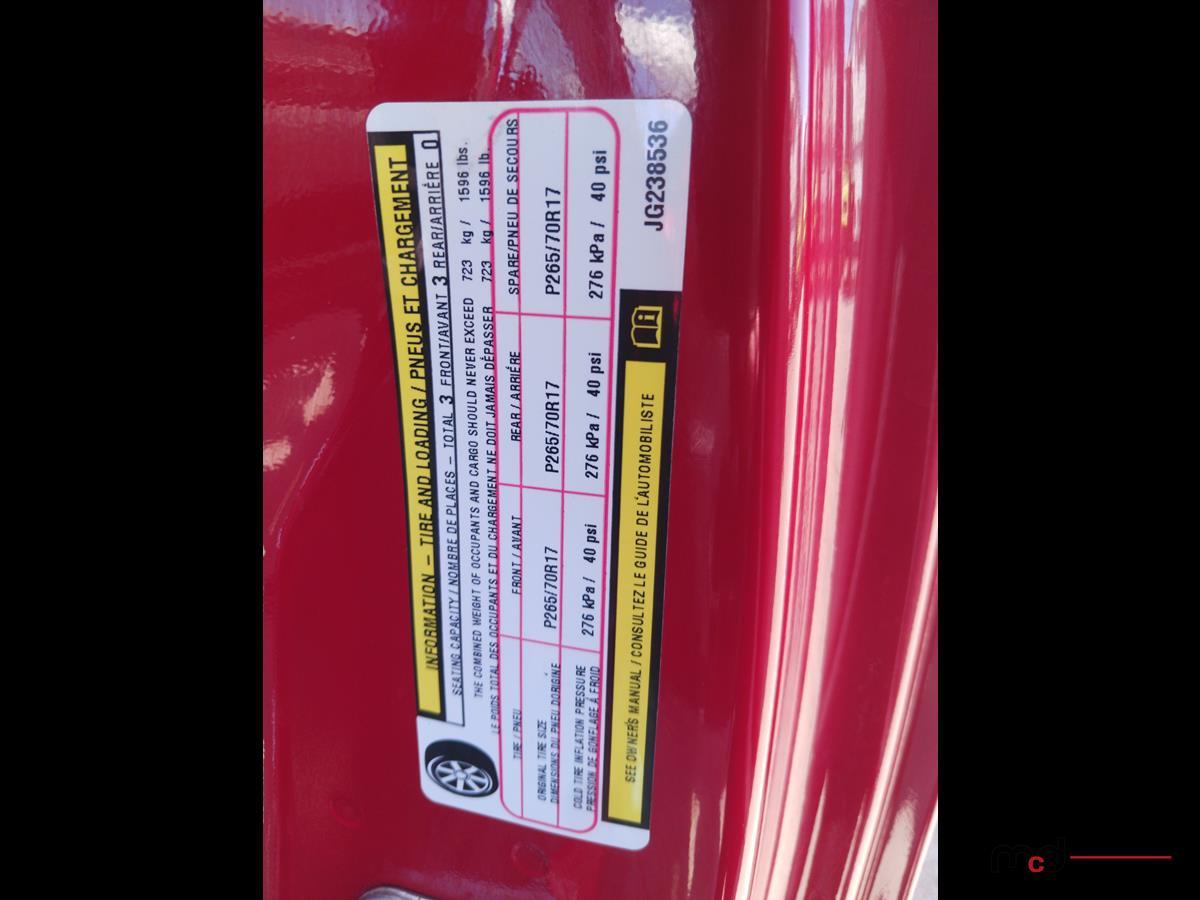 INFORMATION – TIRE AND LOADING / PNEUS ET CHARGEMENT
SEATING CAPACITY / NOMBRE DE PLACES – TOTAL 3 FRONT/AVANT 3 REAR/ARRIÈRE 0
THE COMBINED WEIGHT OF OCCUPANTS AND CARGO SHOULD NEVER EXCEED 723 kg / 1596 lbs.
LE POIDS TOTAL DES OCCUPANTS ET DU CHARGEMENT NE DOIT JAMAIS DÉPASSER 723 kg / 1596 lb.
TIRE / PNEU FRONT / AVANT REAR / ARRIÈRE SPARE/PNEU DE SECOURS
ORIGINAL TIRE SIZE
DIMENSIONS DU PNEU DORIGINE P265/70R17 P265/70R17 P265/70R17
COLD TIRE INFLATION PRESSURE
PRESSION DE GONFLAGE À FROID 276 kPa / 40 psi 276 kPa / 40 psi 276 kPa / 40 psi
SEE OWNER'S MANUAL / CONSULTEZ LE GUIDE DE L'AUTOMOBILISTE
JG238536
mcd